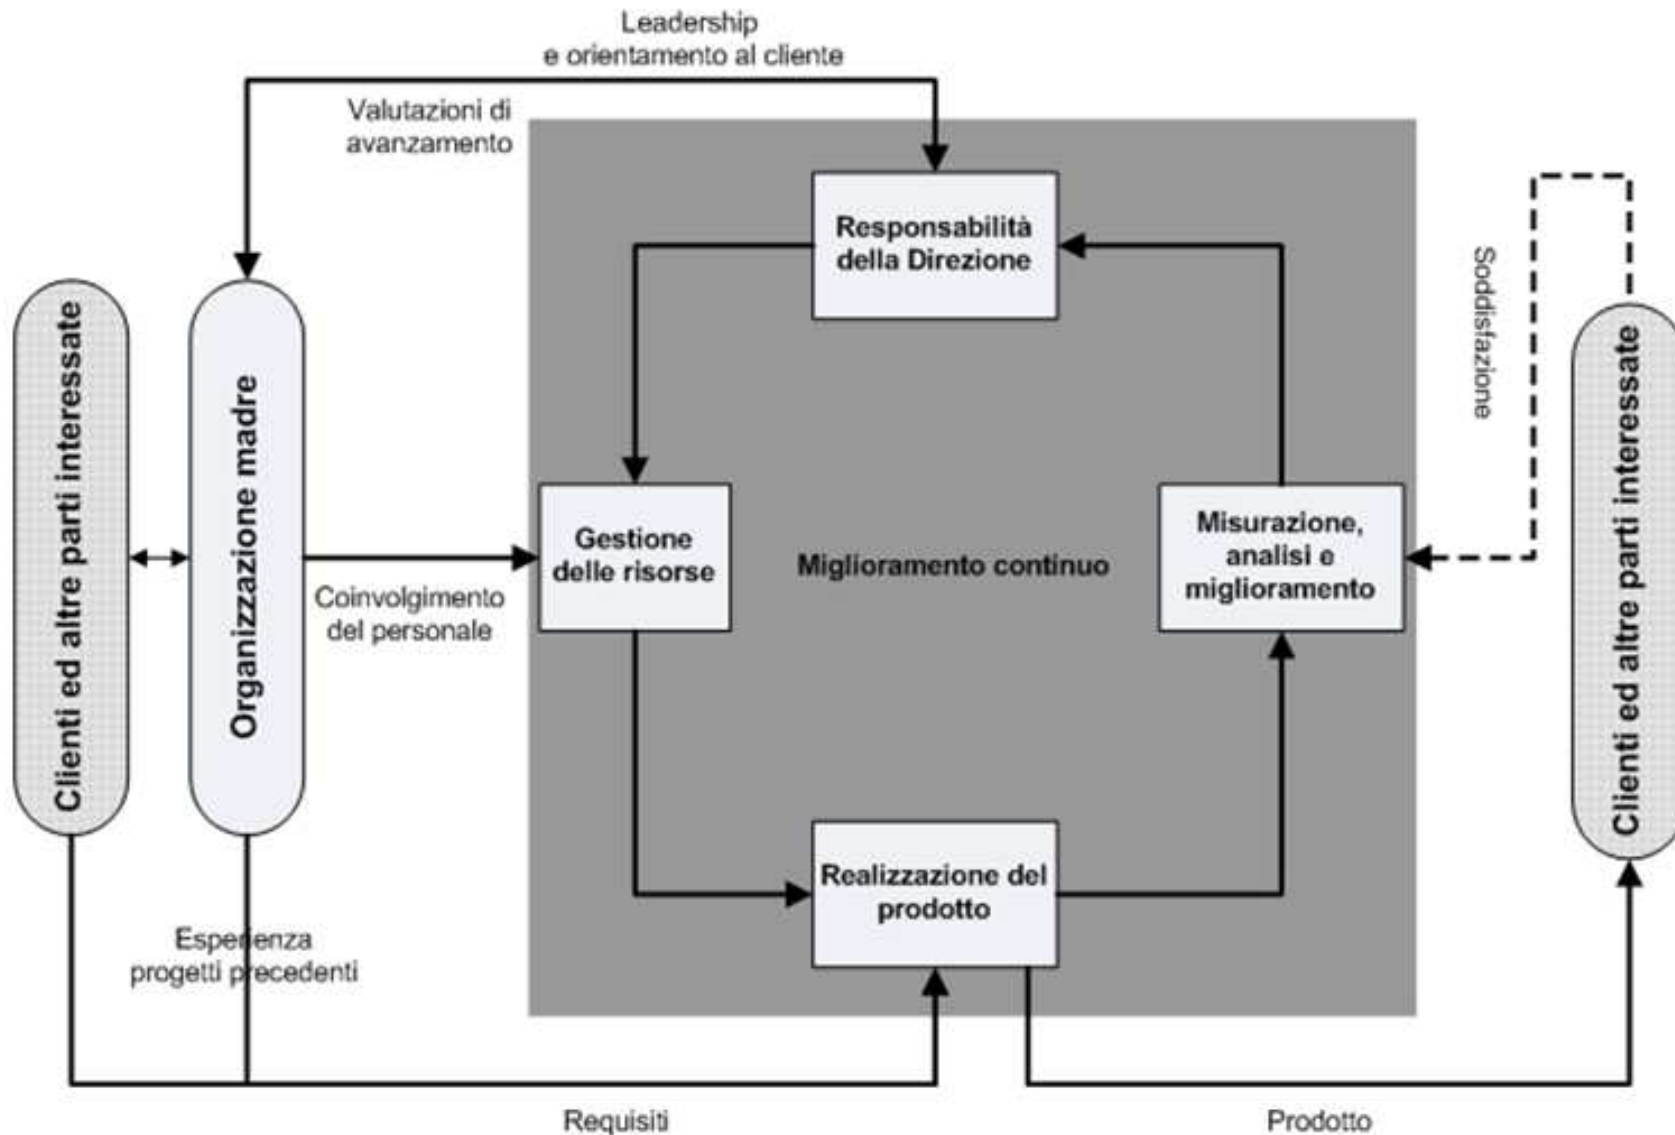 Leadership
e orientamento al cliente
Valutazioni di
avanzamento
Responsabilità
della Direzione
Soddisfazione
Clienti ed altre parti interessate
Organizzazione madre
Clienti ed altre parti interessate
Gestione
delle risorse
Miglioramento continuo
Misurazione,
analisi e
miglioramento
Coinvolgimento
del personale
Realizzazione del
prodotto
Esperienza
progetti precedenti
Requisiti
Prodotto